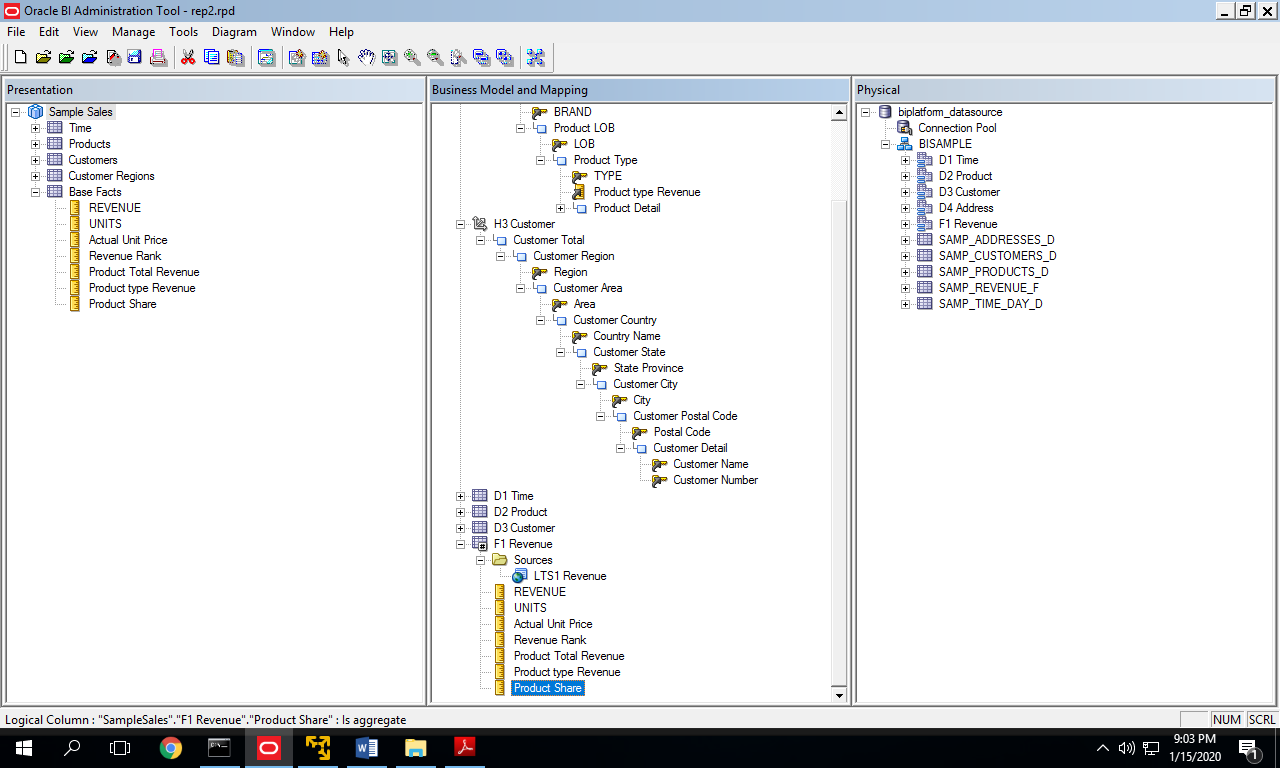 Oracle BI Administration Tool - rep2.rpd
File Edit View Manage Tools Diagram Window Help
Presentation
Sample Sales
Time
Products
Customers
Customer Regions
Base Facts
REVENUE
UNITS
Actual Unit Price
Revenue Rank
Product Total Revenue
Product type Revenue
Product Share
Business Model and Mapping
BRAND
Product LOB
LOB
Product Type
TYPE
Product type Revenue
Product Detail
H3 Customer
Customer Total
Customer Region
Region
Customer Area
Area
Customer Country
Country Name
Customer State
State Province
Customer City
City
Customer Postal Code
Postal Code
Customer Detail
Customer Name
Customer Number
D1 Time
D2 Product
D3 Customer
F1 Revenue
Sources
LTS1 Revenue
REVENUE
UNITS
Actual Unit Price
Revenue Rank
Product Total Revenue
Product type Revenue
Product Share
Physical
biplatform_datasource
Connection Pool
BISAMPLE
D1 Time
D2 Product
D3 Customer
D4 Address
F1 Revenue
SAMP_ADDRESSES_D
SAMP_CUSTOMERS_D
SAMP_PRODUCTS_D
SAMP_REVENUE_F
SAMP_TIME_DAY_D
Logical Column : "SampleSales"."F1 Revenue"."Product Share" : Is aggregate
NUM SCRL
9:03 PM
1/15/2020
1